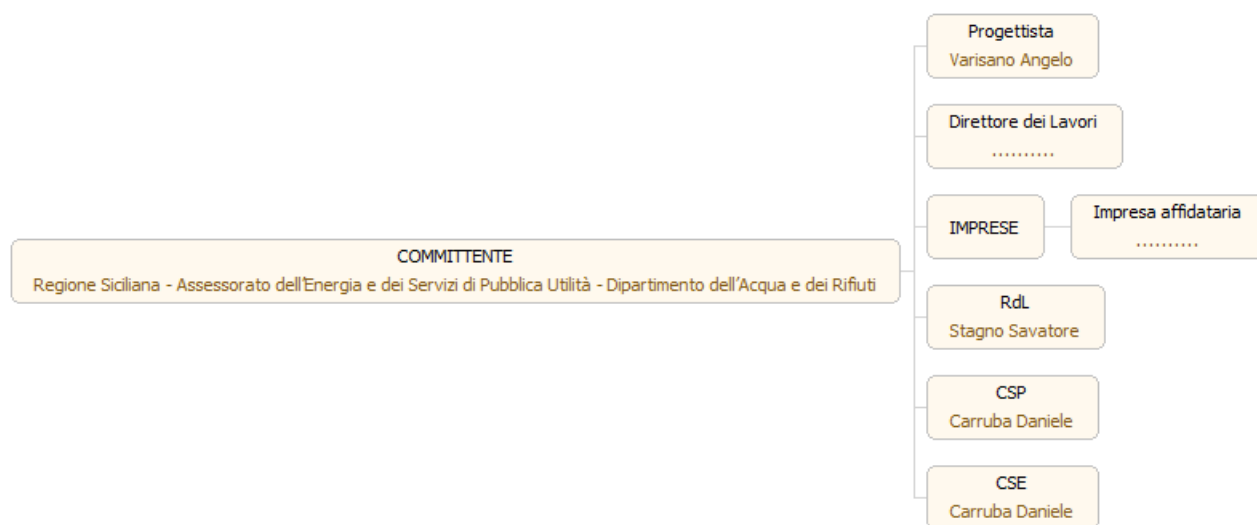 Progettista
Varisano Angelo
Direttore dei Lavori
..........
IMPRESE
Impresa affidataria
..........
COMMITTENTE
Regione Siciliana - Assessorato dell'Energia e dei Servizi di Pubblica Utilità - Dipartimento dell'Acqua e dei Rifiuti
RdL
Stagno Savatore
CSP
Carruba Daniele
CSE
Carruba Daniele